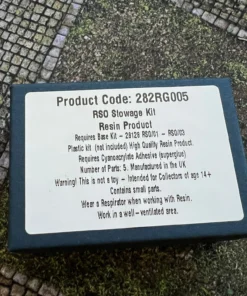 Product Code: 282RG005
RSO Stowage Kit
Resin Product
Requires Base Kit - 28129 RSO/01 - RSO/03
Plastic kit (not included) High Quality Resin Product
Requires Cyanoacrylate Adhesive (superglue)
Number of Parts: 5. Manufactured in the UK
Warning! This is not a toy - Intended for Collectors of age 14+
Contains small parts.
Wear a Respirator when working with Resin.
Work in a well-ventilated area.